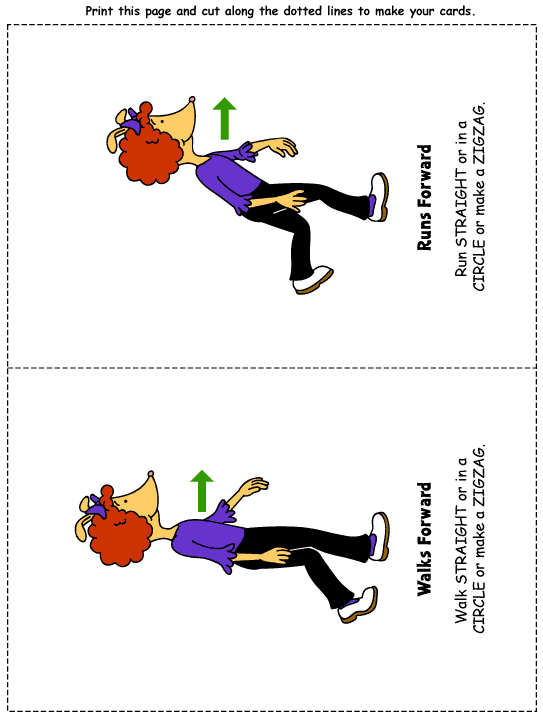 Print this page and cut along the dotted lines to make your cards.
Runs Forward
Run STRAIGHT or in a
CIRCLE or make a ZIGZAG.
Walks Forward
Walk STRAIGHT or in a
CIRCLE or make a ZIGZAG.